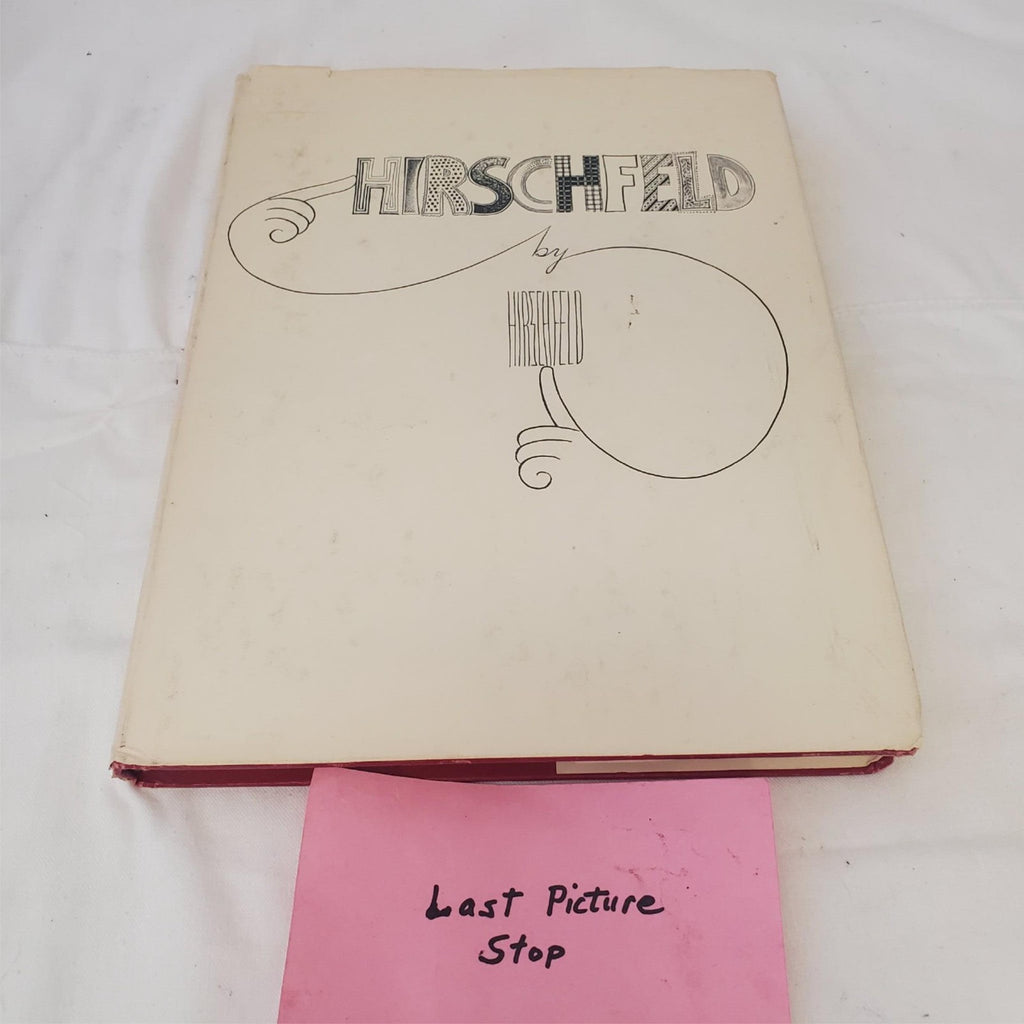 HIRSCHFELD
by
HIRSCHFELD
Last Picture
Stop